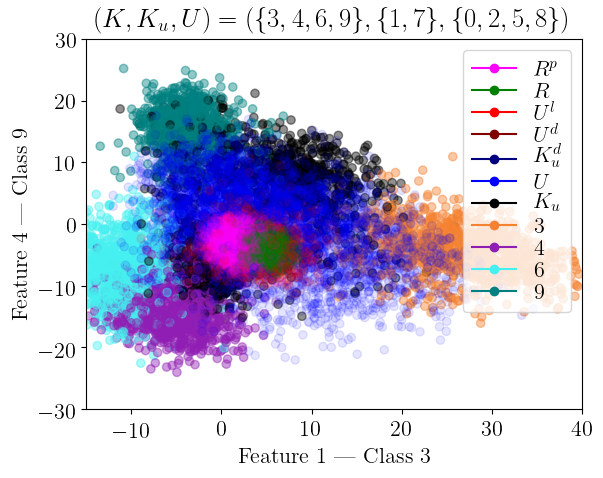 (K, K_u, U) = ({3, 4, 6, 9}, {1, 7}, {0, 2, 5, 8})
30
20
10
0
−10
−20
−30
Feature 4 — Class 9
−10
0
10
20
30
40
Feature 1 — Class 3
R^p
R
U^l
U^d
K_u^d
U
K_u
3
4
6
9